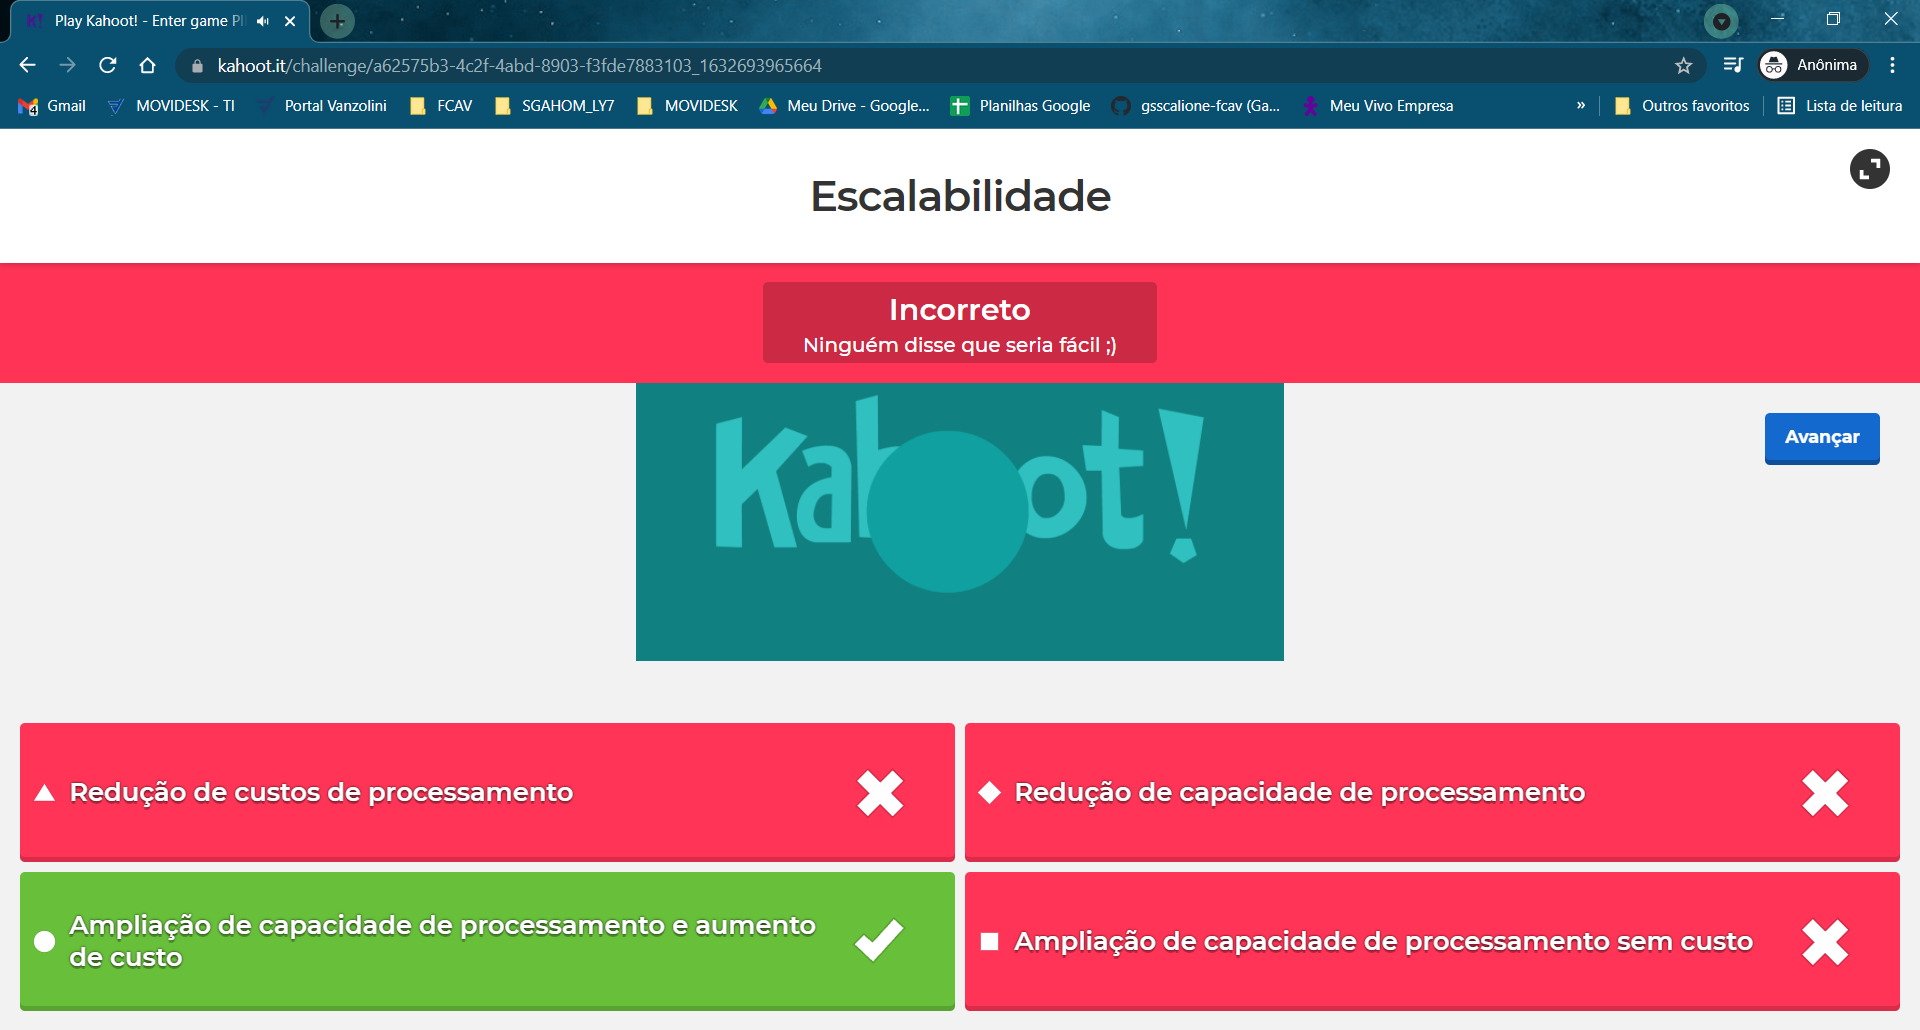 Play Kahoot! - Enter game
kahoot.it/challenge/a62575b3-4c2f-4abd-8903-f3fde7883103_1632693965664
Anônima
Gmail
MOVIDESK - TI
Portal Vanzolini
FCAV
SGAHOM_LY7
MOVIDESK
Meu Drive - Google...
Planilhas Google
gsscalione-fcav (Ga...
Meu Vivo Empresa
»
Outros favoritos
Lista de leitura
Escalabilidade
Incorreto
Ninguém disse que seria fácil ;)
Kahoot!
Avançar
Redução de custos de processamento
Redução de capacidade de processamento
Ampliação de capacidade de processamento e aumento
de custo
Ampliação de capacidade de processamento sem custo